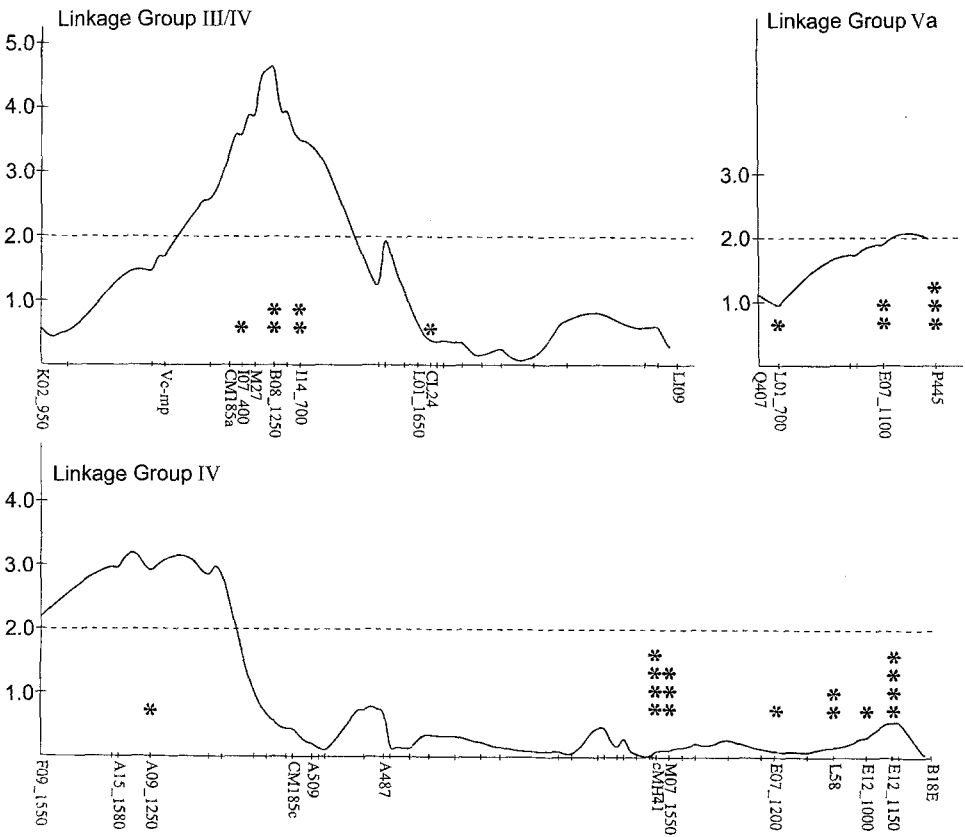 Linkage Group III/IV
5.0
4.0
3.0
2.0
1.0
*
**
**
*
K02_950
Vc-mp
CM185a
J07_400
M27
B08_1250
I14_700
L01_1650
CL24
L109
Linkage Group Va
3.0
2.0
1.0
*
**
***
Q407
L01_700
E07_1100
P445
Linkage Group IV
4.0
3.0
2.0
1.0
*
****
***
*
**
*
****
F09_1550
A15_1580
A09_1250
CM185c
A509
A487
cMH41
M07_1550
E07_1200
L58
E12_1000
E12_1150
B18E